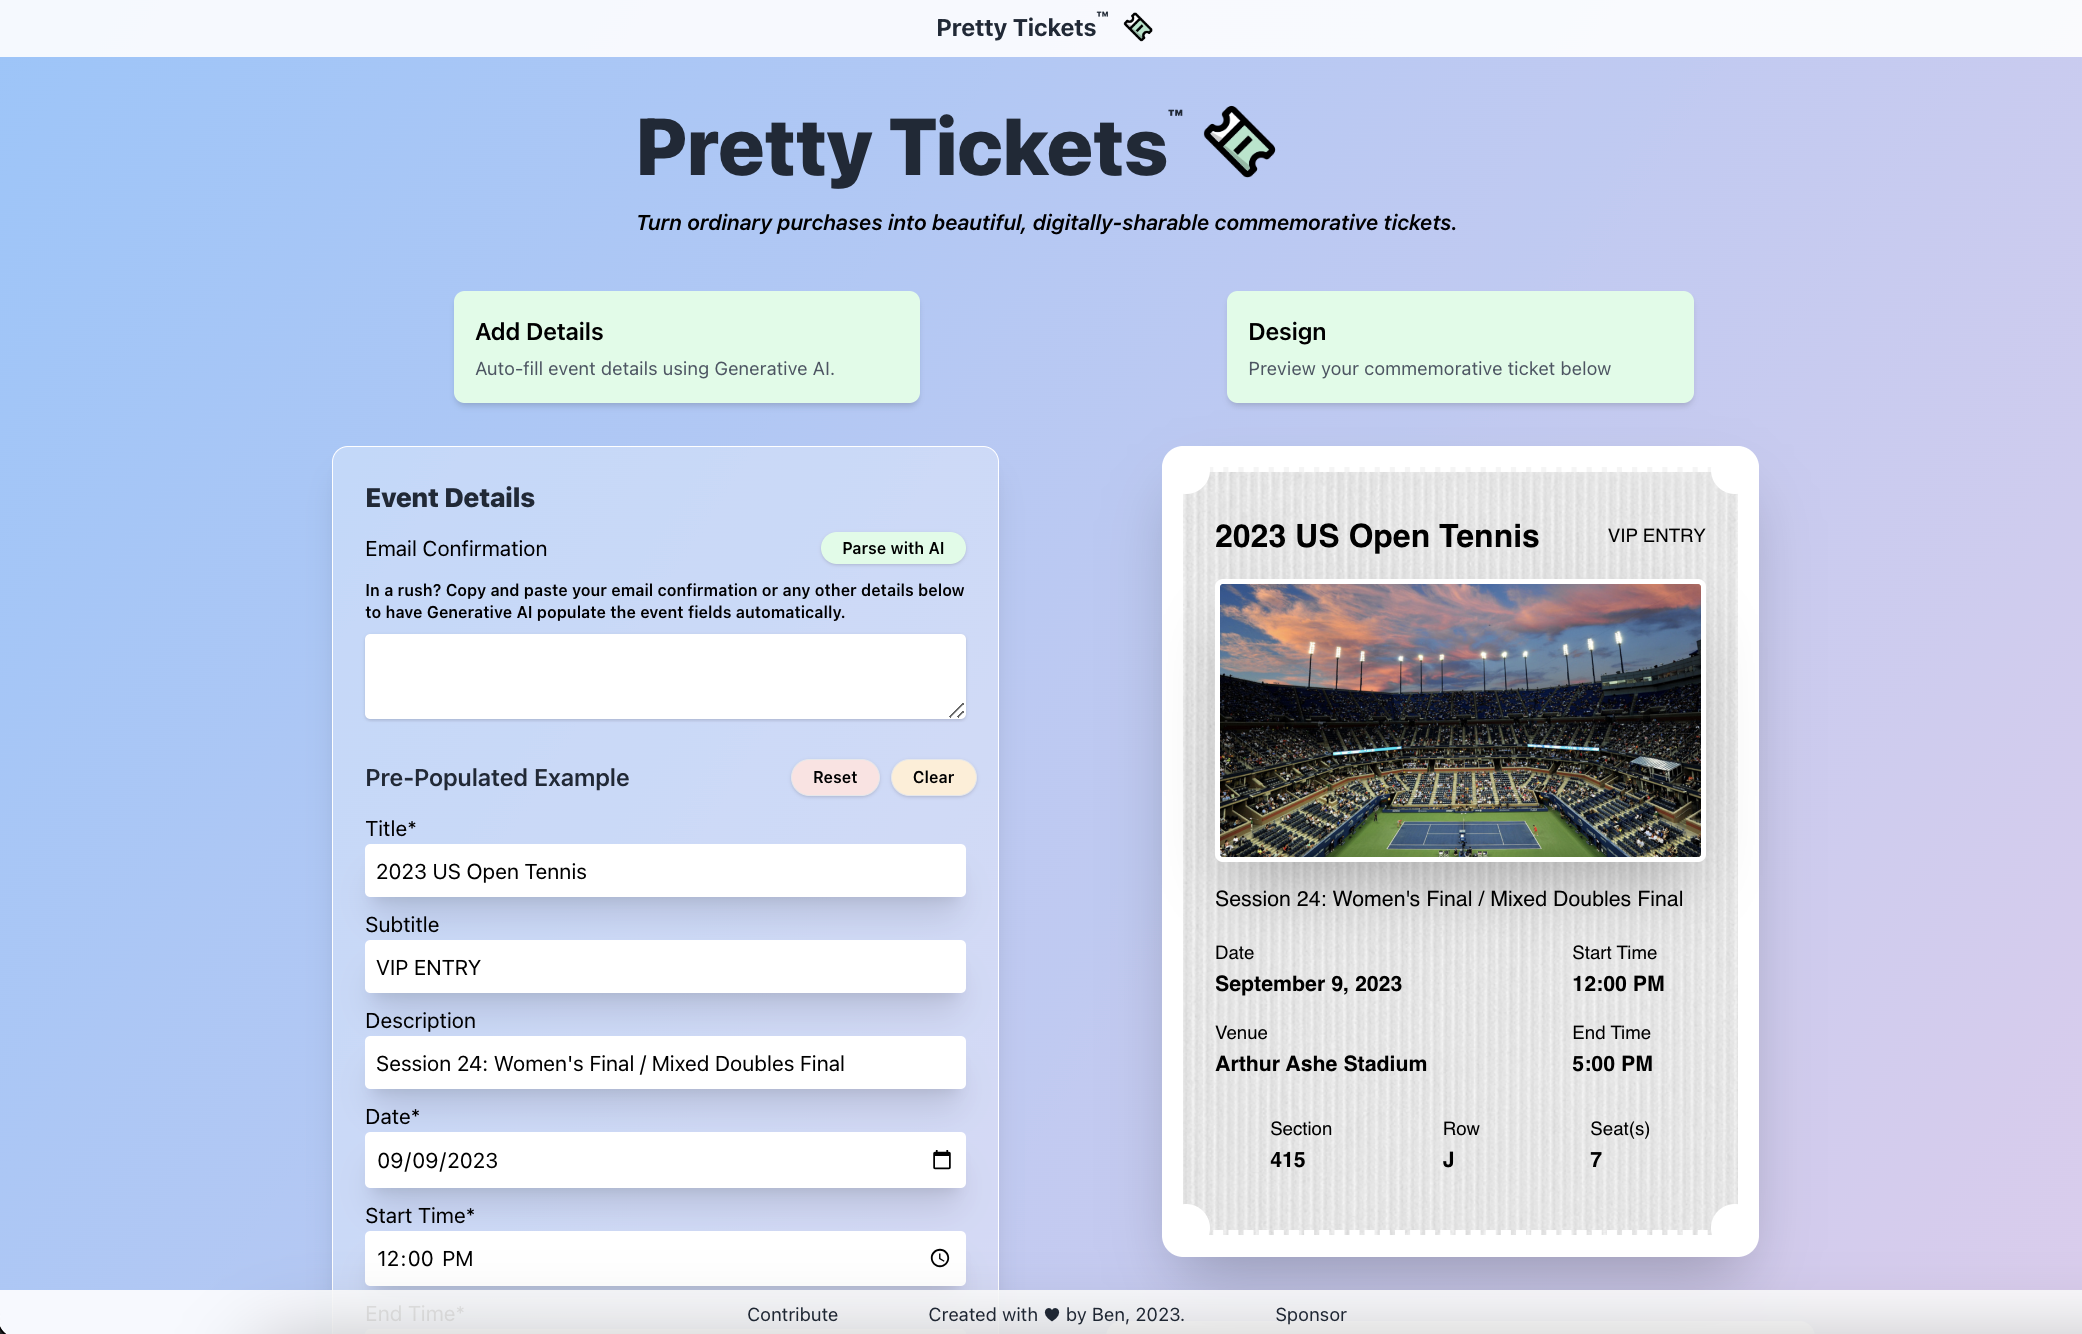 Pretty Tickets™
Pretty Tickets™
Turn ordinary purchases into beautiful, digitally-sharable commemorative tickets.
Add Details
Auto-fill event details using Generative AI.
Design
Preview your commemorative ticket below
Event Details
Email Confirmation
Parse with AI
In a rush? Copy and paste your email confirmation or any other details below
to have Generative AI populate the event fields automatically.
Pre-Populated Example
Reset
Clear
Title*
2023 US Open Tennis
Subtitle
VIP ENTRY
Description
Session 24: Women's Final / Mixed Doubles Final
Date*
09/09/2023
Start Time*
12:00 PM
End Time*
2023 US Open Tennis
VIP ENTRY
Session 24: Women's Final / Mixed Doubles Final
Date
September 9, 2023
Start Time
12:00 PM
Venue
Arthur Ashe Stadium
End Time
5:00 PM
Section
415
Row
J
Seat(s)
7
Contribute
Created with ♥ by Ben, 2023.
Sponsor